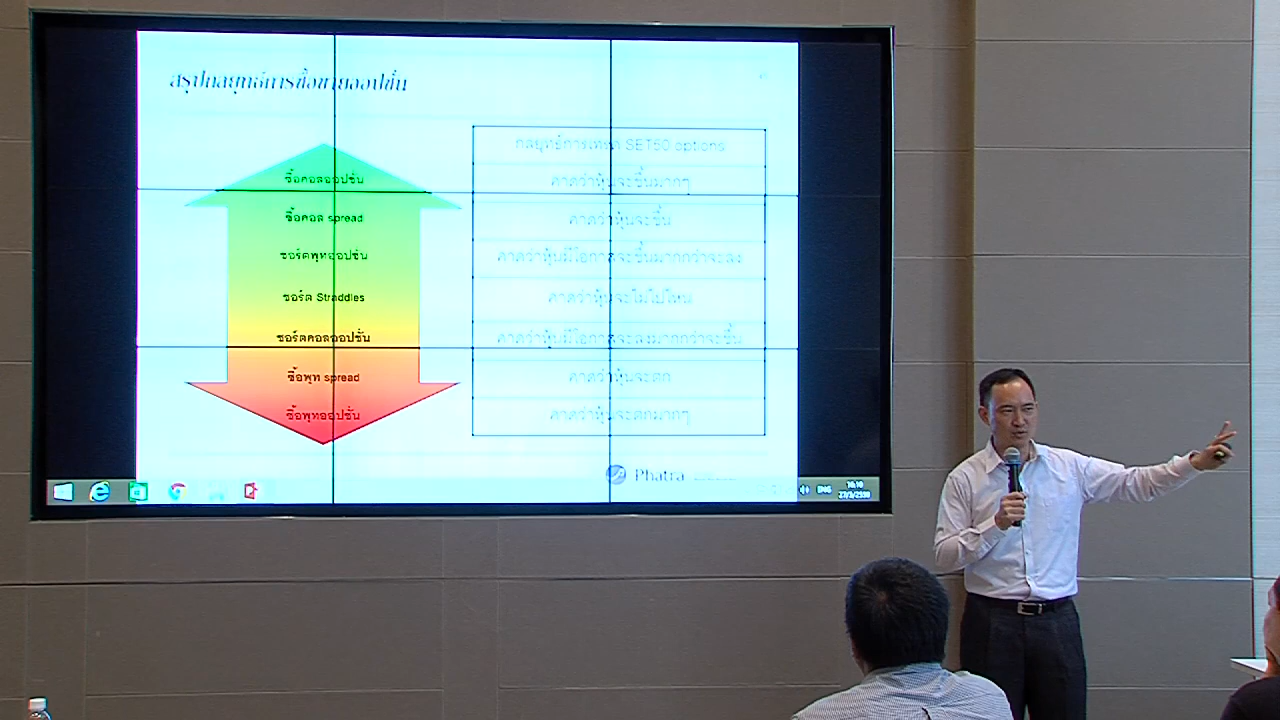 สรุปกลยุทธ์การซื้อขายออปชั่น
กลยุทธ์การเทรด SET50 options
ซื้อคอลออปชั่น
คาดว่าหุ้นจะขึ้นมากๆ
ซื้อคอล spread
คาดว่าหุ้นจะขึ้น
ชอร์ตพุทออปชั่น
คาดว่าหุ้นมีโอกาสจะขึ้นมากกว่าจะลง
ชอร์ต Straddles
คาดว่าหุ้นจะไม่ไปไหน
ชอร์ตคอลออปชั่น
คาดว่าหุ้นมีโอกาสจะลงมากกว่าจะขึ้น
ซื้อพุท spread
คาดว่าหุ้นจะตก
ซื้อพุทออปชั่น
คาดว่าหุ้นจะตกมากๆ
Phatra
ENG